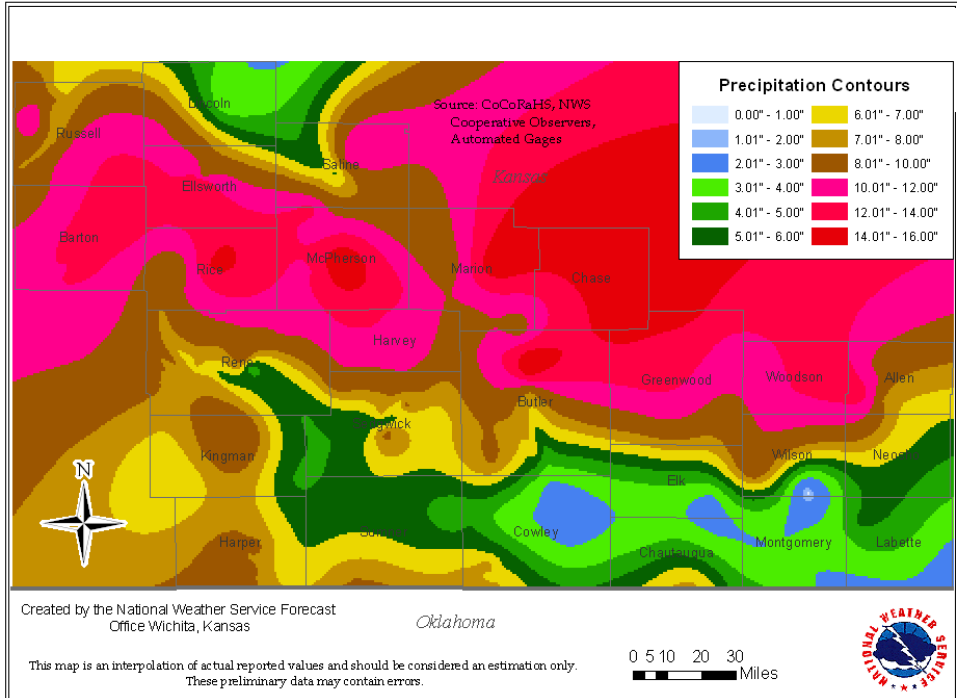 Precipitation Contours
0.00" - 1.00"
6.01" - 7.00"
1.01" - 2.00"
7.01" - 8.00"
2.01" - 3.00"
8.01" - 10.00"
3.01" - 4.00"
10.01" - 12.00"
4.01" - 5.00"
12.01" - 14.00"
5.01" - 6.00"
14.01" - 16.00"
Source: CoCoRaHS, NWS
Cooperative Observers,
Automated Gages
Lincoln
Russell
Saline
Kansas
Ellsworth
Barton
Rice
McPherson
Marion
Chase
Harvey
Reno
Greenwood
Woodson
Allen
Butler
Sedgwick
Kingman
Wilson
Neosho
Elk
N
Harper
Sumner
Cowley
Chautauqua
Montgomery
Labette
Created by the National Weather Service Forecast
Office Wichita, Kansas
Oklahoma
This map is an interpolation of actual reported values and should be considered an estimation only.
These preliminary data may contain errors.
0 5 10 20 30
Miles
NATIONAL WEATHER SERVICE